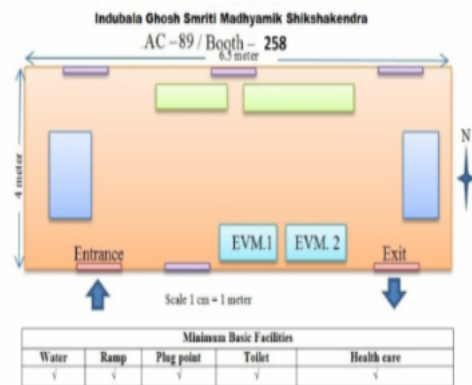 Indubala Ghosh Smriti Madhyamik Shikshakendra
AC –89 / Booth – 258
6.5 meter
4 meter
N
EVM.1 EVM. 2
Entrance Exit
Scale 1 cm = 1 meter
Minimum Basic Facilities
Water Ramp Plug point Toilet Health care
√ √ √ √ √